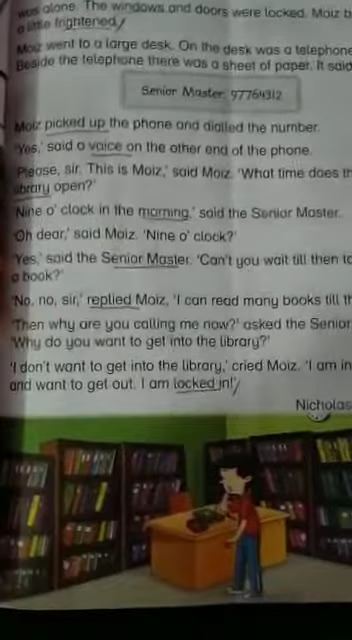 was alone. The windows and doors were locked. Moiz b
a little frightened
Moiz went to a large desk. On the desk was a telephone
Beside the telephone there was a sheet of paper. It said
Senior Master: 97764312
Moiz picked up the phone and dialled the number.
'Yes,' said a voice on the other end of the phone.
'Please, sir. This is Moiz,' said Moiz. 'What time does th
library open?'
'Nine o' clock in the morning,' said the Senior Master.
'Oh dear,' said Moiz. 'Nine o' clock?'
'Yes,' said the Senior Master. 'Can't you wait till then to
a book?'
'No, no, sir,' replied Moiz, 'I can read many books till th
'Then why are you calling me now?' asked the Senior
'Why do you want to get into the library?'
'I don't want to get into the library,' cried Moiz. 'I am in
and want to get out. I am locked in!'
Nicholas